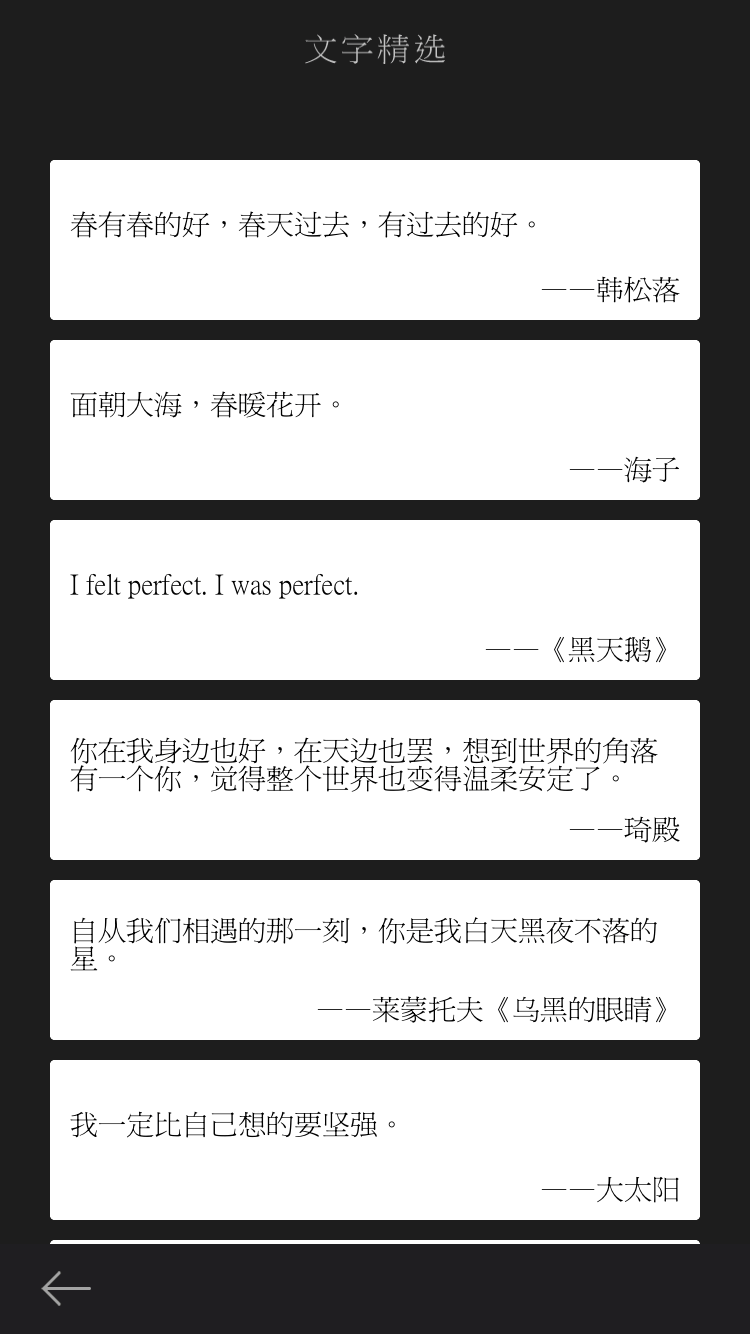 文字精选
春有春的好，春天过去，有过去的好。
——韩松落
面朝大海，春暖花开。
——海子
I felt perfect. I was perfect.
——《黑天鹅》
你在我身边也好，在天边也罢，想到世界的角落
有一个你，觉得整个世界也变得温柔安定了。
——琦殿
自从我们相遇的那一刻，你是我白天黑夜不落的
星。
——莱蒙托夫《乌黑的眼睛》
我一定比自己想的要坚强。
——大太阳